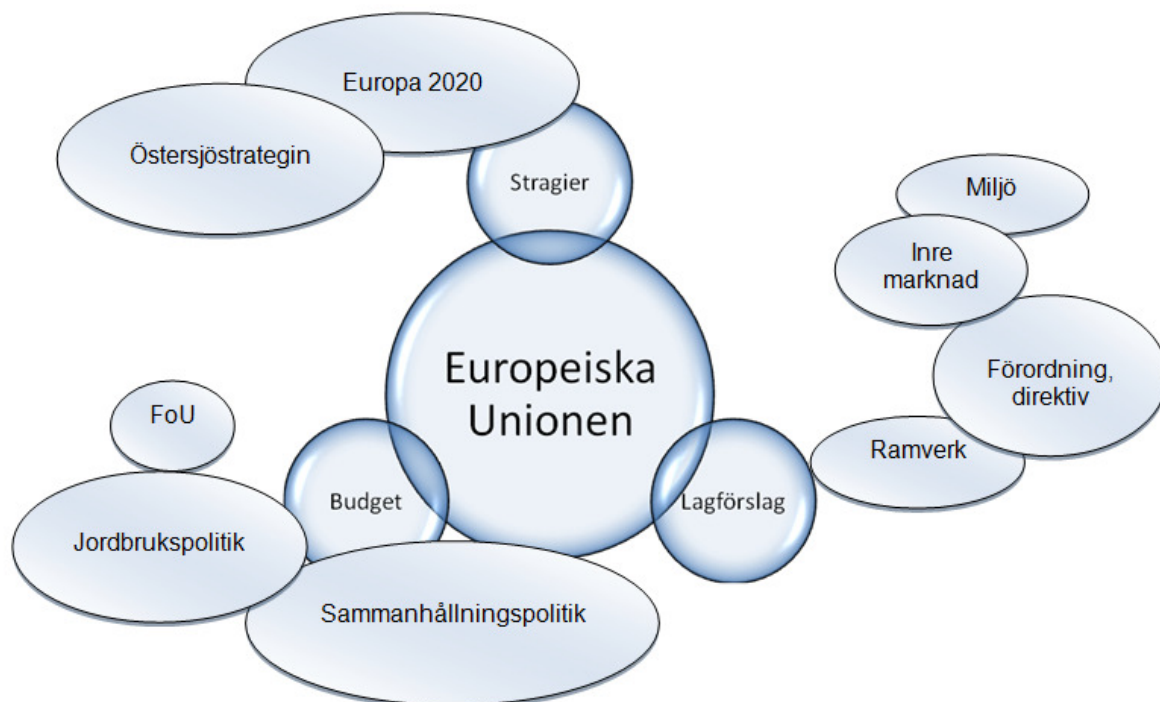 Europa 2020
Östersjöstrategin
Stragier
Miljö
Inre
marknad
Europeiska
Unionen
Förordning,
direktiv
FoU
Ramverk
Budget
Lagförslag
Jordbrukspolitik
Sammanhållningspolitik